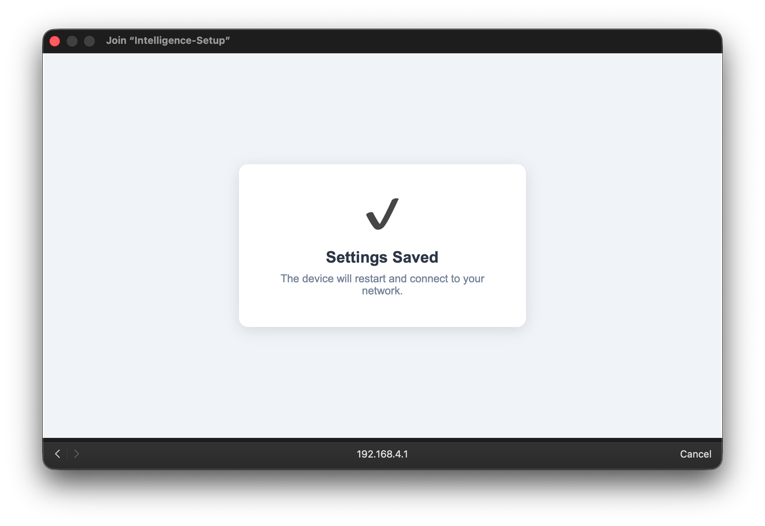 Join “Intelligence-Setup”
Settings Saved
The device will restart and connect to your
network.
192.168.4.1
Cancel